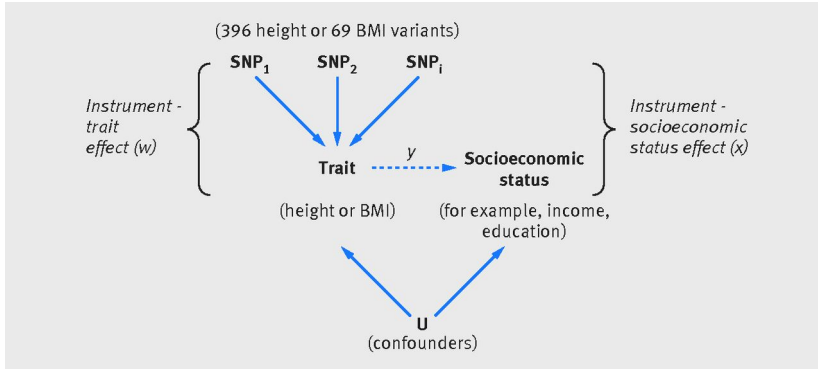 (396 height or 69 BMI variants)
SNP1 SNP2 SNPi
Instrument -
trait
effect (w)
Instrument -
socioeconomic
status effect (x)
y
Trait
Socioeconomic
status
(height or BMI)
(for example, income,
education)
U
(confounders)